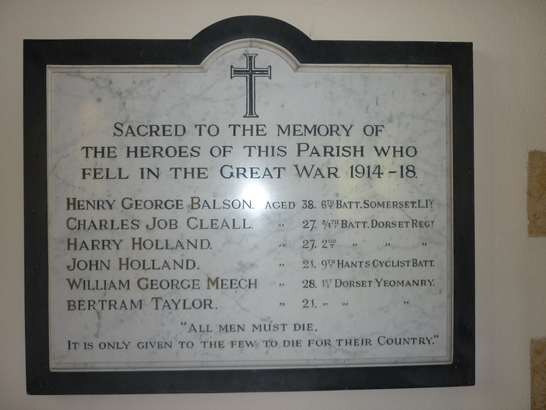 SACRED TO THE MEMORY OF
THE HEROES OF THIS PARISH WHO
FELL IN THE GREAT WAR 1914-18.
HENRY GEORGE BALSON. AGED 38. 6TH BATT. SOMERSET. L.I.
CHARLES JOB CLEALL. " 27. 2/4TH BATT. DORSET REGT
HARRY HOLLAND. " 27. 2ND " " "
JOHN HOLLAND. " 21. 9TH HANTS CYCLIST BATT.
WILLIAM GEORGE MEECH " 28. 1ST DORSET YEOMANRY.
BERTRAM TAYLOR. " 21. " " "
"ALL MEN MUST DIE.
IT IS ONLY GIVEN TO THE FEW TO DIE FOR THEIR COUNTRY."